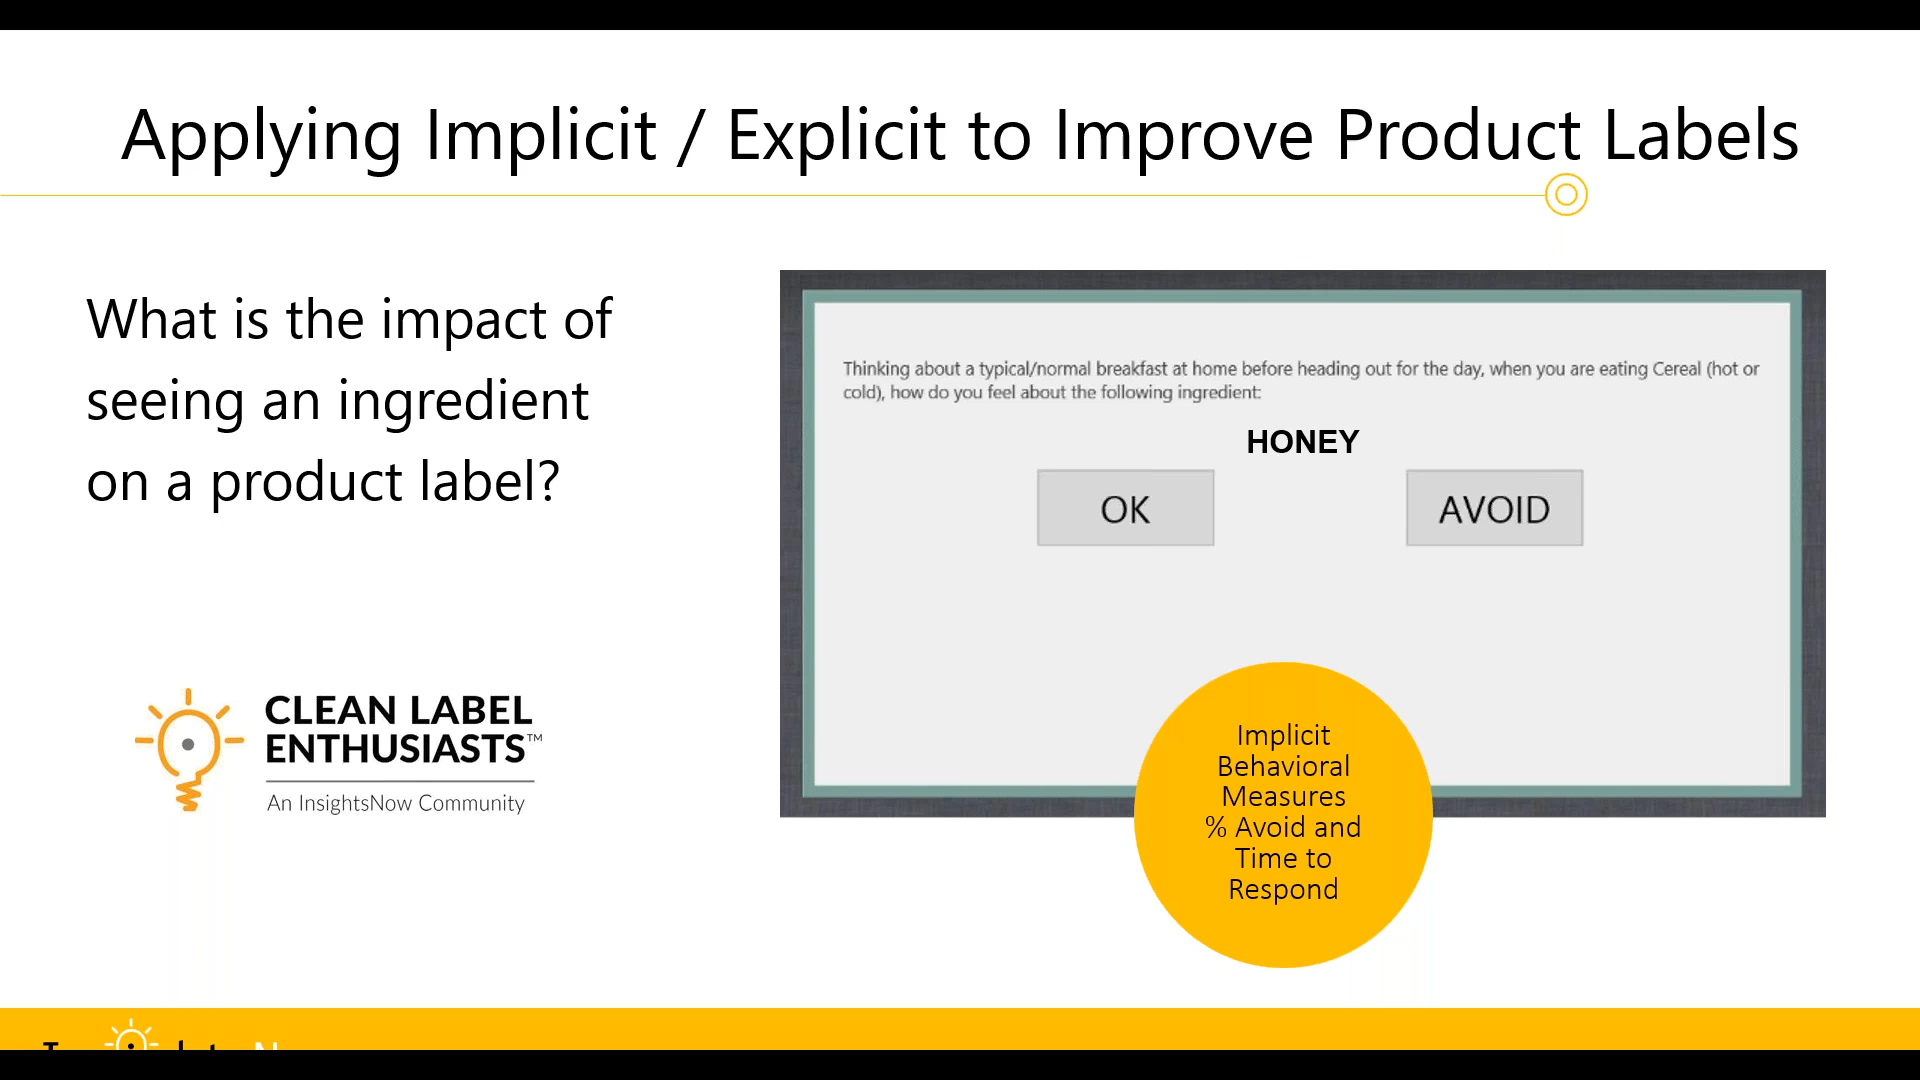 Applying Implicit / Explicit to Improve Product Labels
What is the impact of
seeing an ingredient
on a product label?
CLEAN LABEL
ENTHUSIASTS™
An InsightsNow Community
Thinking about a typical/normal breakfast at home before heading out for the day, when you are eating Cereal (hot or
cold), how do you feel about the following ingredient:
HONEY
OK
AVOID
Implicit
Behavioral
Measures
% Avoid and
Time to
Respond